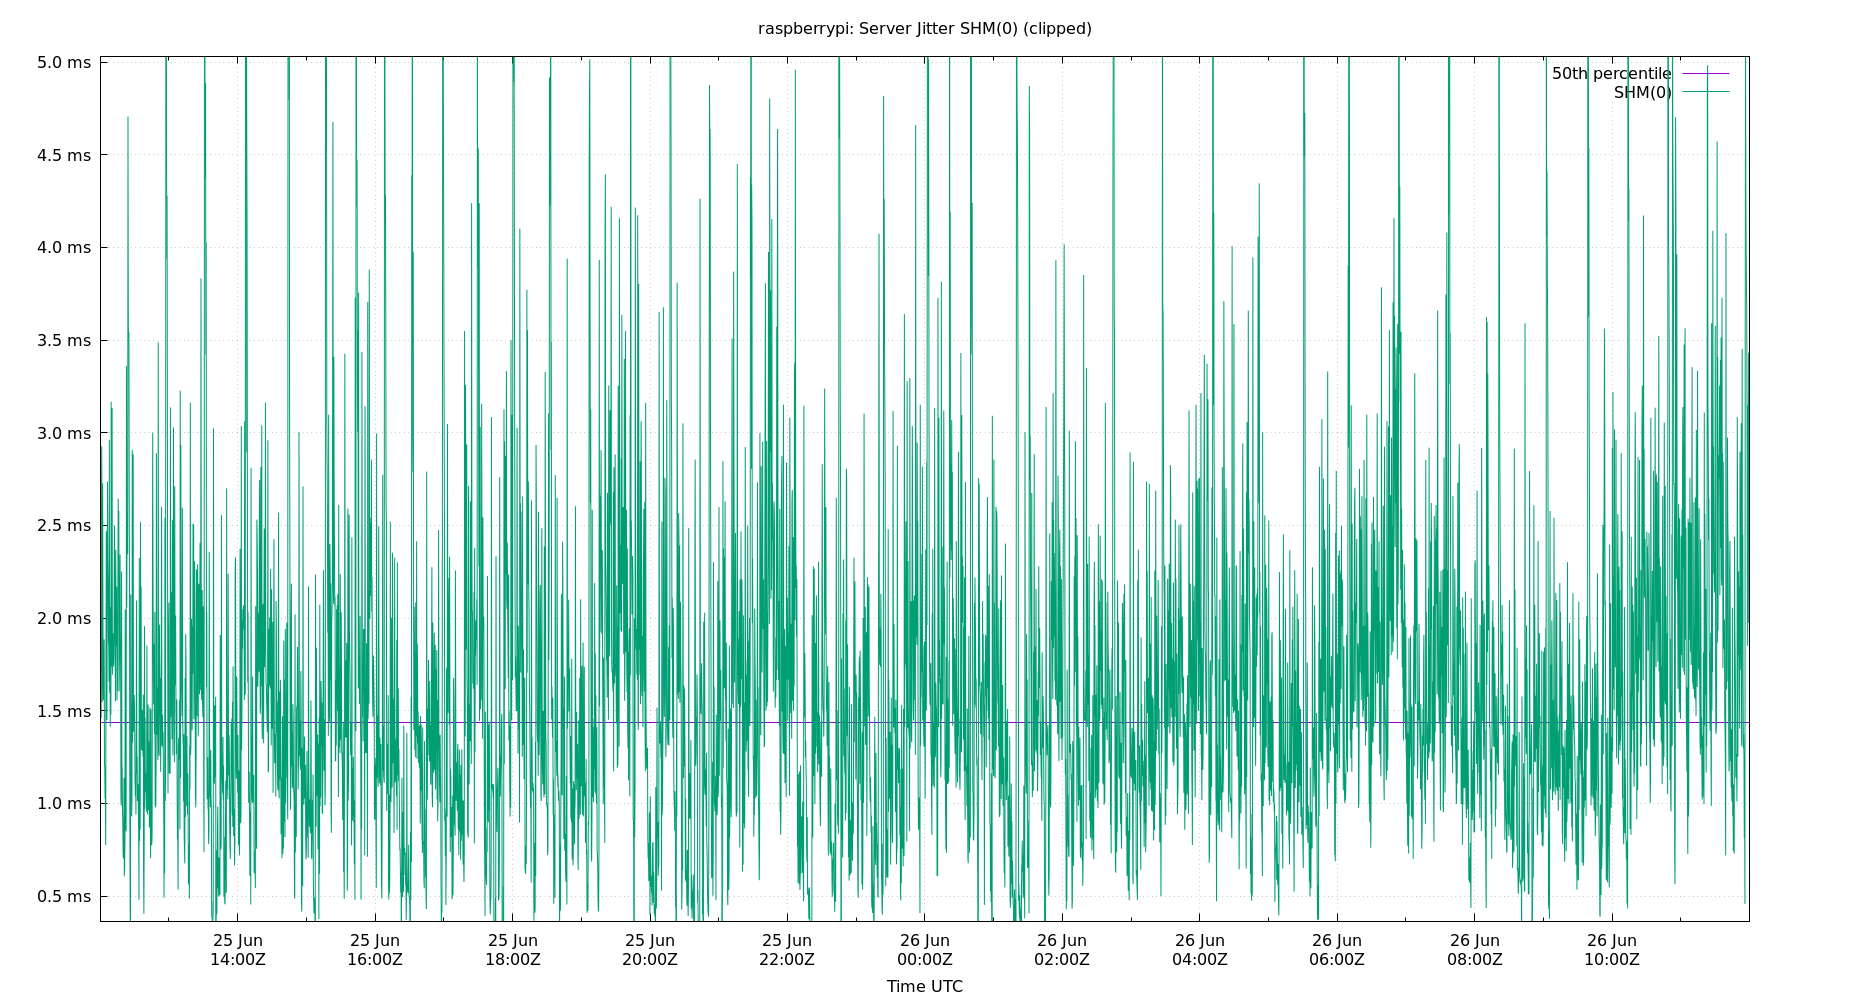 raspberrypi: Server Jitter SHM(0) (clipped)
5.0 ms
50th percentile
SHM(0)
4.5 ms
4.0 ms
3.5 ms
3.0 ms
2.5 ms
2.0 ms
1.5 ms
1.0 ms
0.5 ms
25 Jun 25 Jun 25 Jun 25 Jun 25 Jun 26 Jun 26 Jun 26 Jun 26 Jun 26 Jun 26 Jun
14:00Z 16:00Z 18:00Z 20:00Z 22:00Z 00:00Z 02:00Z 04:00Z 06:00Z 08:00Z 10:00Z
Time UTC